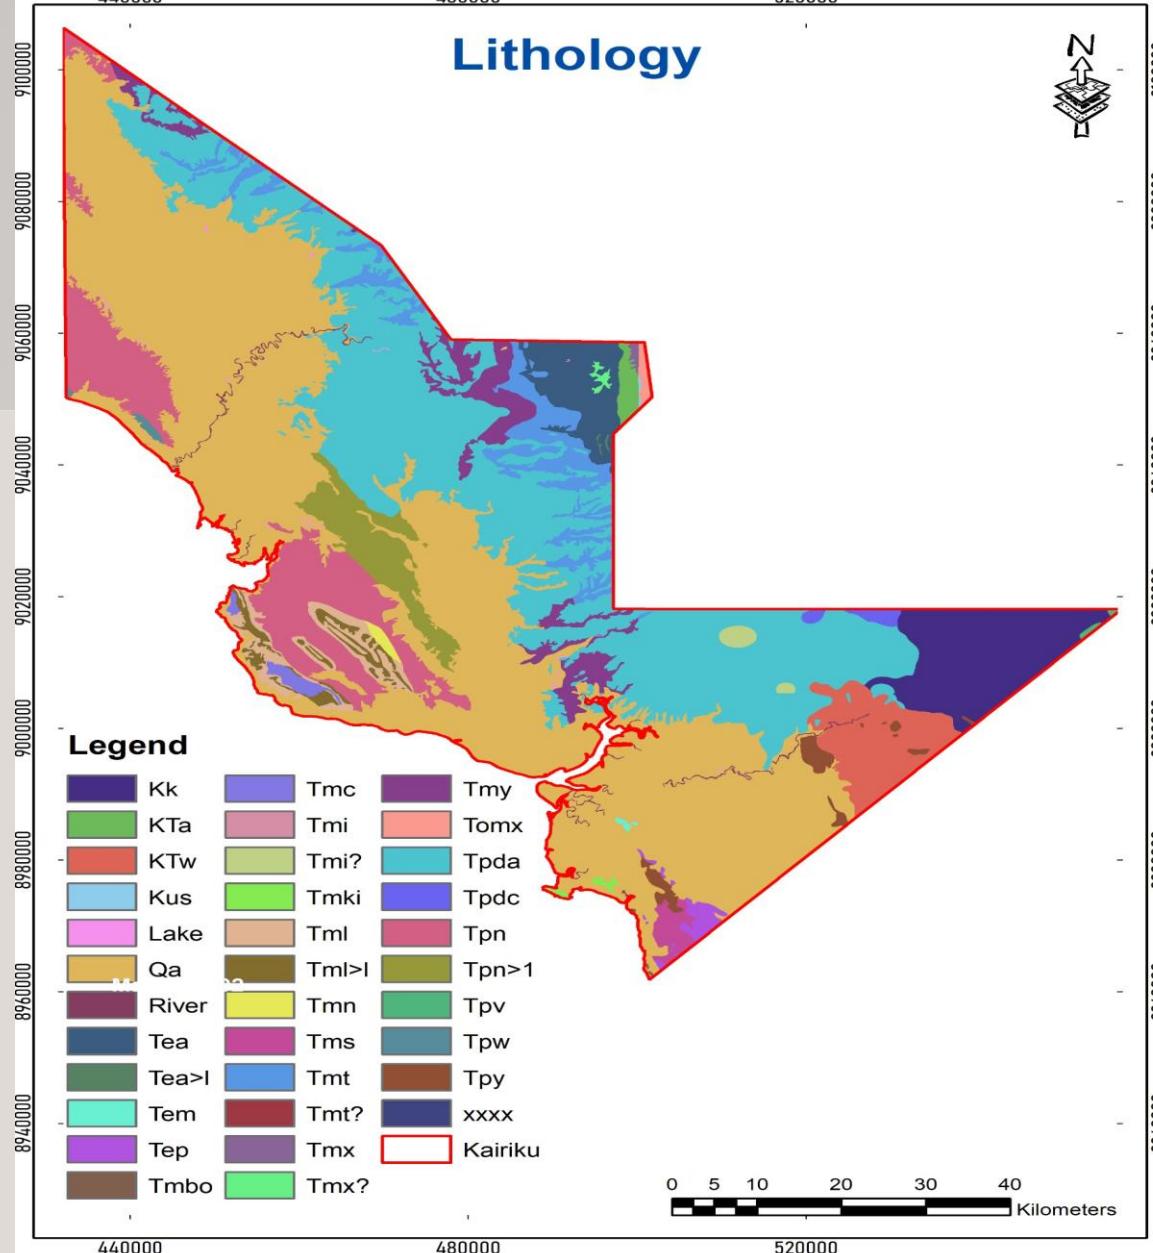 440000 480000 520000
Lithology
N
9100000
9080000
9060000
9040000
9020000
9000000
8980000
8960000
8940000
Legend
Kk Tmc Tmy
KTa Tmi Tomx
KTw Tmi? Tpda
Kus Tmki Tpdc
Lake Tml Tpn
Qa Tml>l Tpn>1
River Tmn Tpv
Tea Tms Tpw
Tea>l Tmt Tpy
Tem Tmt? xxxx
Tep Tmx Kairiku
Tmbo Tmx?
0 5 10 20 30 40
Kilometers
440000 480000 520000